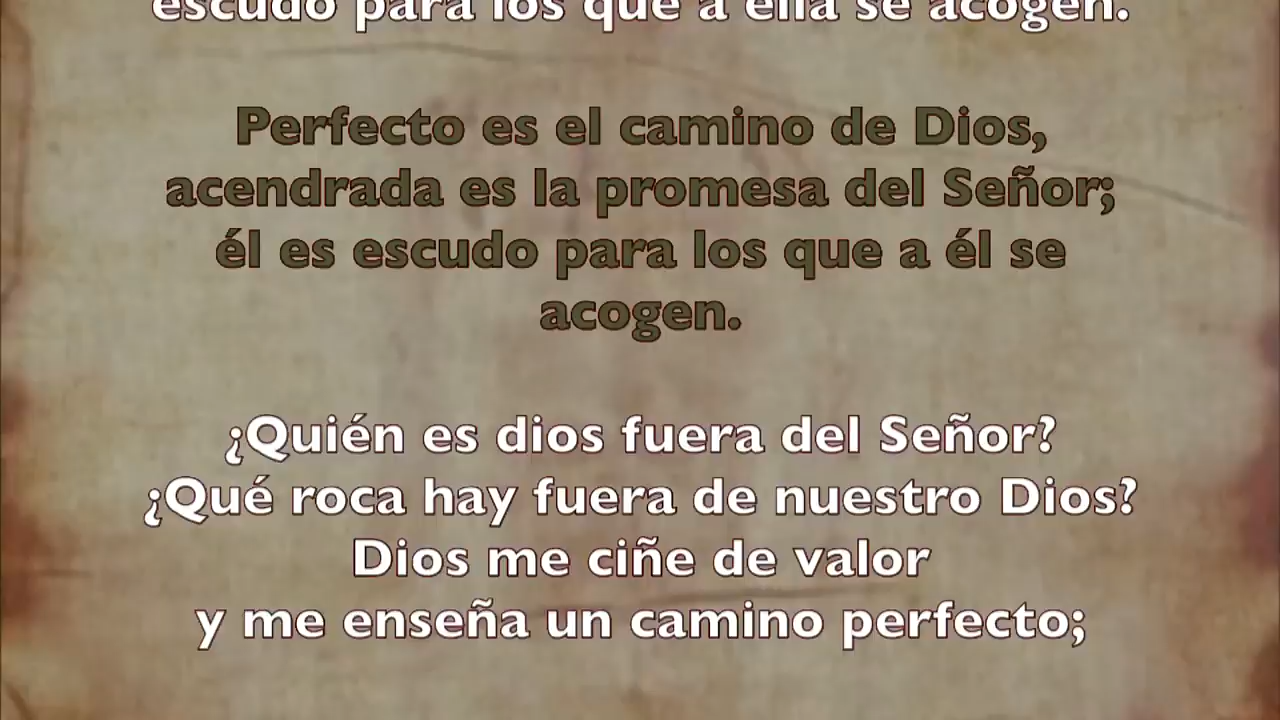 escudo para los que a ella se acogen.
Perfecto es el camino de Dios,
acendrada es la promesa del Señor;
él es escudo para los que a él se
acogen.
¿Quién es dios fuera del Señor?
¿Qué roca hay fuera de nuestro Dios?
Dios me ciñe de valor
y me enseña un camino perfecto;